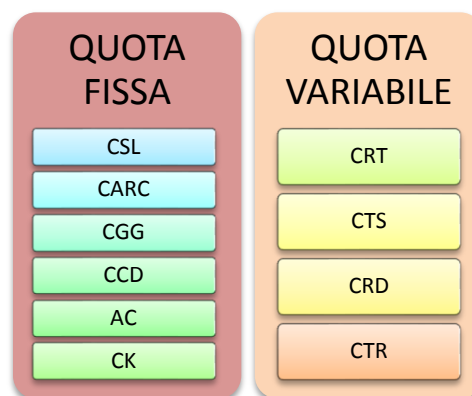 QUOTA
FISSA
CSL
CARC
CGG
CCD
AC
CK
QUOTA
VARIABILE
CRT
CTS
CRD
CTR